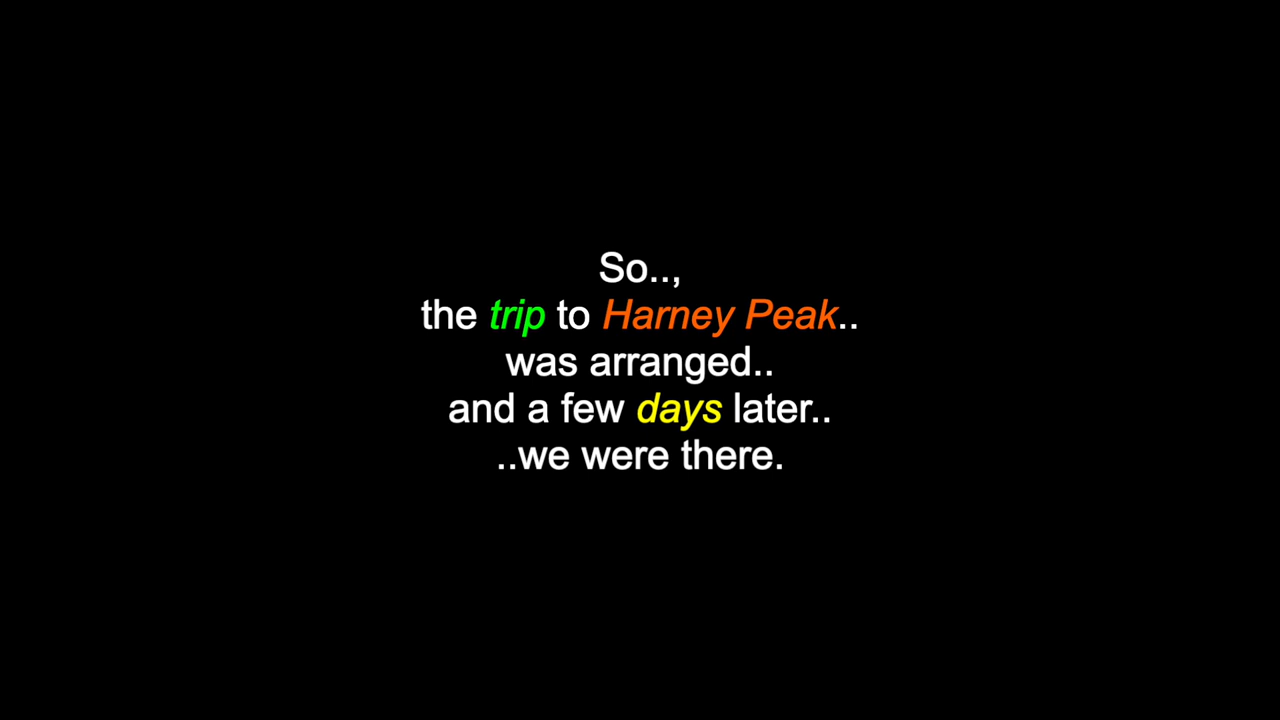 So..,
the trip to Harney Peak..
was arranged..
and a few days later..
..we were there.